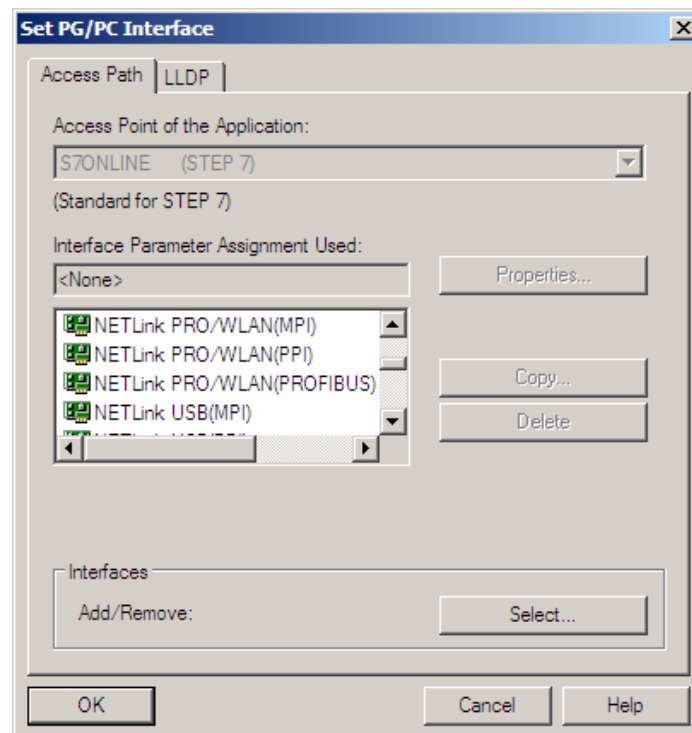 Set PG/PC Interface
Access Path
LLDP
Access Point of the Application:
S7ONLINE (STEP 7)
(Standard for STEP 7)
Interface Parameter Assignment Used:
<None>
Properties...
NETLink PRO/WLAN(MPI)
NETLink PRO/WLAN(PPI)
NETLink PRO/WLAN(PROFIBUS)
NETLink USB(MPI)
Copy...
Delete
Interfaces
Add/Remove:
Select...
OK
Cancel
Help